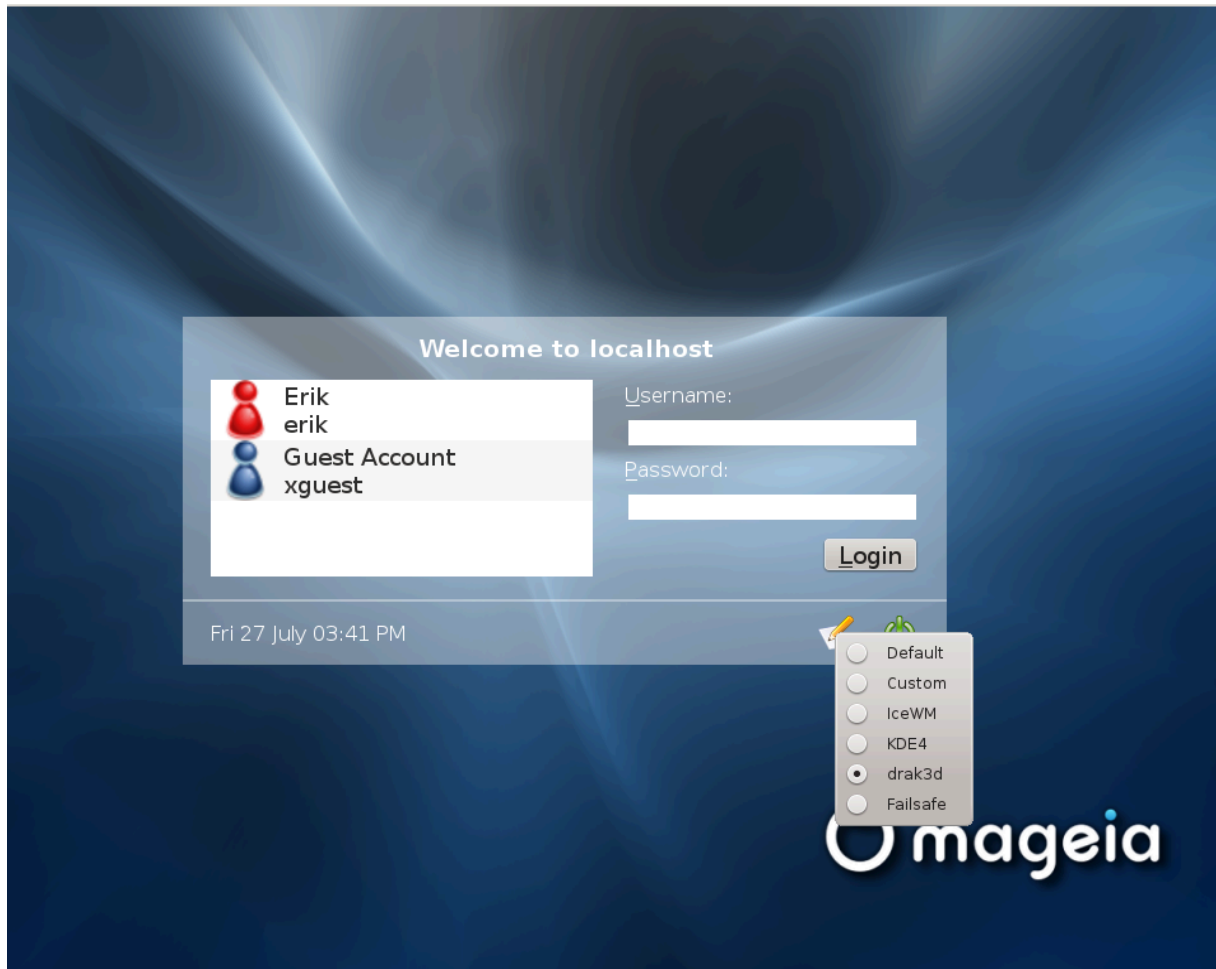 Welcome to localhost
Erik
erik
Guest Account
xguest
Username:
Password:
Login
Fri 27 July 03:41 PM
Default
Custom
IceWM
KDE4
drak3d
Failsafe
mageia